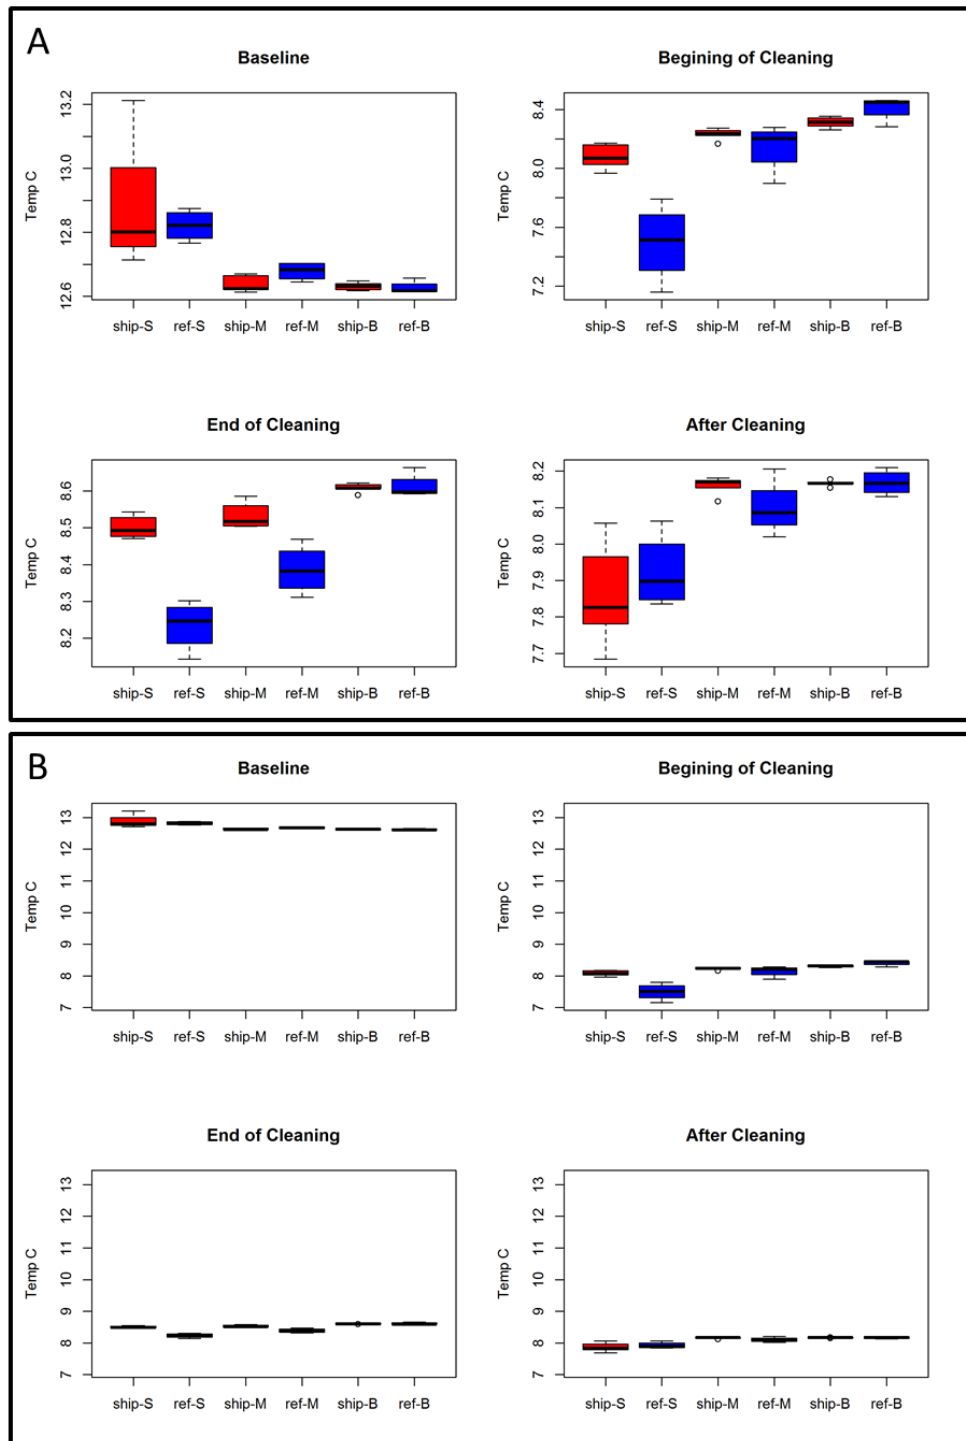 A
Baseline
Begining of Cleaning
Temp C
12.6 12.8 13.0 13.2
ship-S ref-S ship-M ref-M ship-B ref-B
Temp C
7.2 7.6 8.0 8.4
ship-S ref-S ship-M ref-M ship-B ref-B
End of Cleaning
After Cleaning
Temp C
8.2 8.3 8.4 8.5 8.6
ship-S ref-S ship-M ref-M ship-B ref-B
Temp C
7.7 7.8 7.9 8.0 8.1 8.2
ship-S ref-S ship-M ref-M ship-B ref-B
B
Baseline
Begining of Cleaning
Temp C
7 8 9 10 11 12 13
ship-S ref-S ship-M ref-M ship-B ref-B
Temp C
7 8 9 10 11 12 13
ship-S ref-S ship-M ref-M ship-B ref-B
End of Cleaning
After Cleaning
Temp C
7 8 9 10 11 12 13
ship-S ref-S ship-M ref-M ship-B ref-B
Temp C
7 8 9 10 11 12 13
ship-S ref-S ship-M ref-M ship-B ref-B